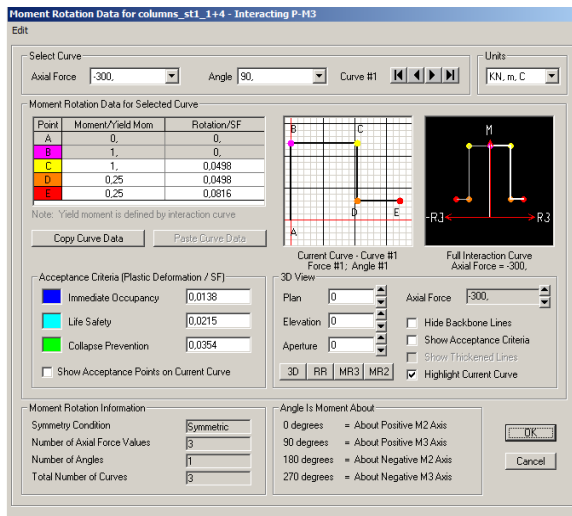 Moment Rotation Data for columns_st1_1+4 - Interacting P-M3
Edit
Select Curve
Axial Force -300, Angle 90, Curve #1
Units
KN, m, C
Moment Rotation Data for Selected Curve
Point Moment/Yield Mom Rotation/SF
A 0, 0,
B 1, 0,
C 1, 0,0498
D 0,25 0,0498
E 0,25 0,0816
Note: Yield moment is defined by interaction curve
Copy Curve Data Paste Curve Data
B C
D E
A
Current Curve - Curve #1
Force #1; Angle #1
M
-R3 R3
Full Interaction Curve
Axial Force = -300,
Acceptance Criteria (Plastic Deformation / SF)
Immediate Occupancy 0,0138
Life Safety 0,0215
Collapse Prevention 0,0354
Show Acceptance Points on Current Curve
3D View
Plan 0
Elevation 0
Aperture 0
3D RR MR3 MR2
Axial Force -300,
Hide Backbone Lines
Show Acceptance Criteria
Show Thickened Lines
Highlight Current Curve
Moment Rotation Information
Symmetry Condition Symmetric
Number of Axial Force Values 3
Number of Angles 1
Total Number of Curves 3
Angle Is Moment About
0 degrees = About Positive M2 Axis
90 degrees = About Positive M3 Axis
180 degrees = About Negative M2 Axis
270 degrees = About Negative M3 Axis
OK
Cancel